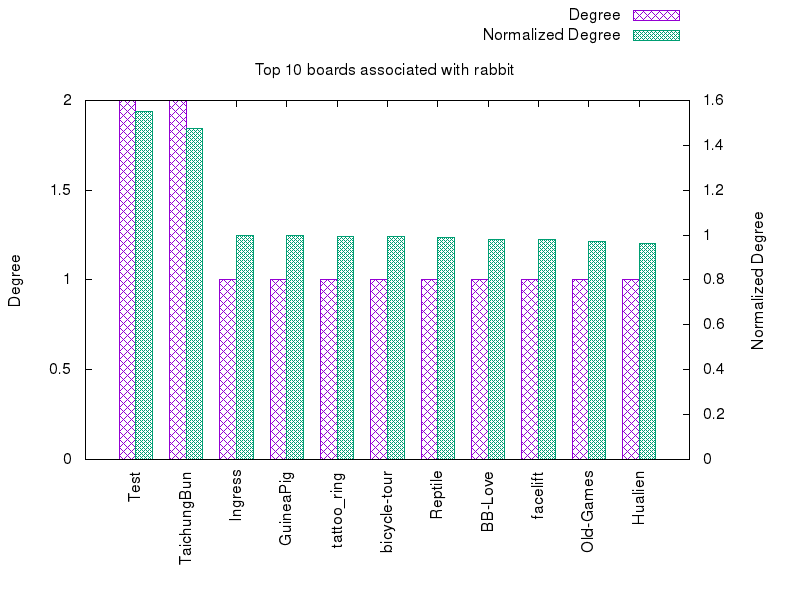 Degree
Normalized Degree
Top 10 boards associated with rabbit
2
1.5
1
0.5
0
Degree
1.6
1.4
1.2
1
0.8
0.6
0.4
0.2
0
Normalized Degree
Test
TaichungBun
Ingress
GuineaPig
tattoo_ring
bicycle-tour
Reptile
BB-Love
facelift
Old-Games
Hualien